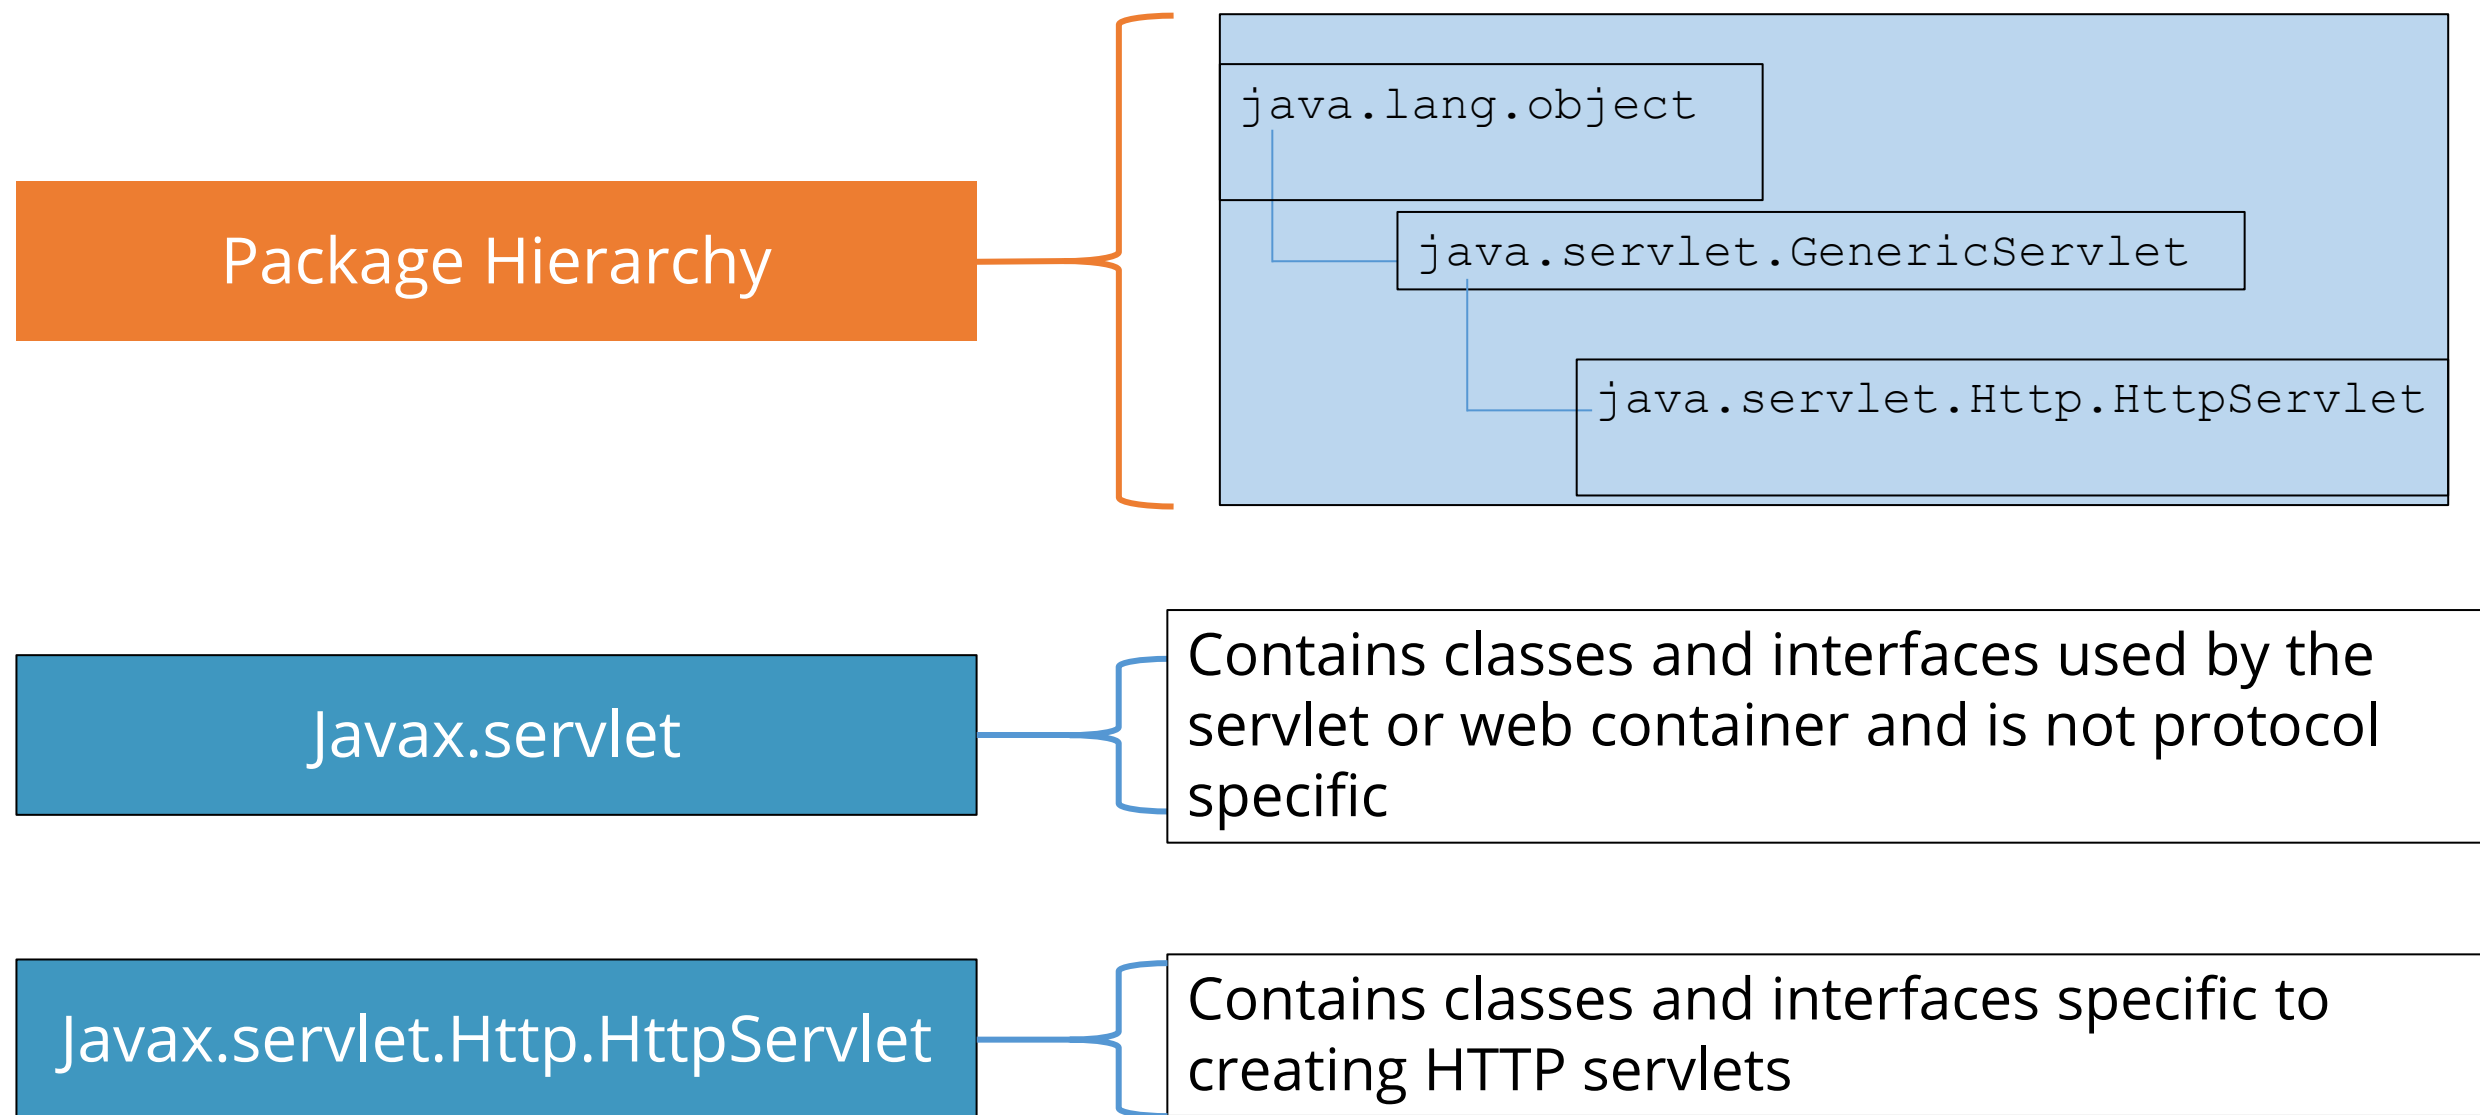 Package Hierarchy
java.lang.object
java.servlet.GenericServlet
java.servlet.Http.HttpServlet
Javax.servlet
Contains classes and interfaces used by the
servlet or web container and is not protocol
specific
Javax.servlet.Http.HttpServlet
Contains classes and interfaces specific to
creating HTTP servlets